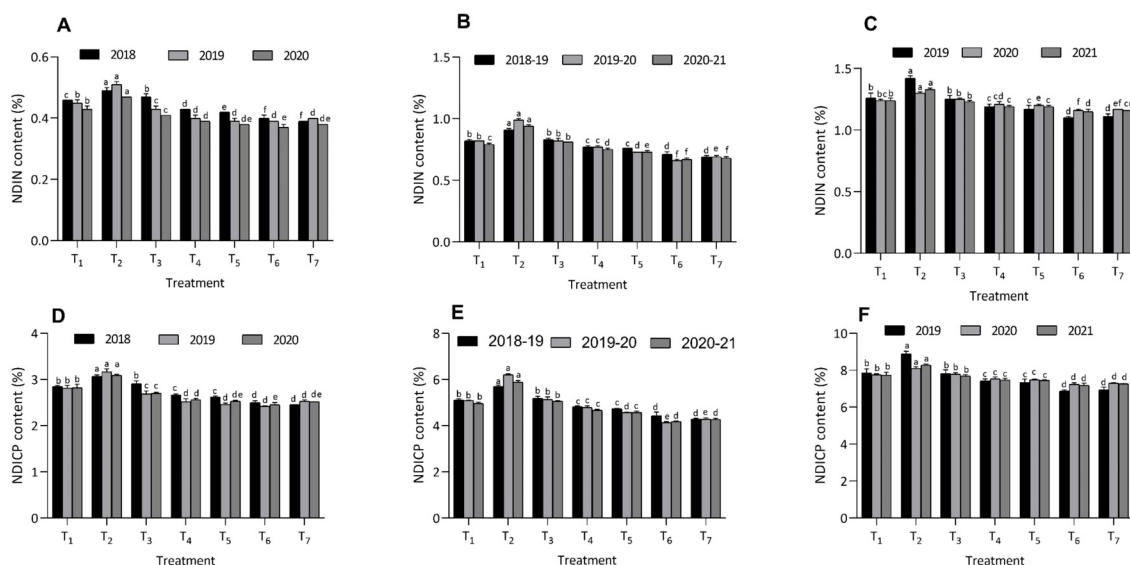 A
2018 2019 2020
NDIN content (%)
0.6
0.4
0.2
0.0
c b b a a a b b c d d d e d de f d e f d de
T1 T2 T3 T4 T5 T6 T7
Treatment
B
2018-19 2019-20 2020-21
NDIN content (%)
1.5
1.0
0.5
0.0
b b c a a a b b b c c d c d e d f f d e f
T1 T2 T3 T4 T5 T6 T7
Treatment
C
2019 2020 2021
NDIN content (%)
1.5
1.0
0.5
0.0
b bc b a a a b b b c cd c c e c d f d d ef
T1 T2 T3 T4 T5 T6 T7
Treatment
D
2018 2019 2020
NDICP content (%)
4
3
2
1
0
b b b a a a b c c c d d c e d d e e d d de
T1 T2 T3 T4 T5 T6 T7
Treatment
E
2018-19 2019-20 2020-21
NDICP content (%)
8
6
4
2
0
b b b a a a b b b c c c c d c d e d d e d
T1 T2 T3 T4 T5 T6 T7
Treatment
F
2019 2020 2021
NDICP content (%)
10
8
6
4
2
0
b b b a a a b b b c c c c c c d d d d d d
T1 T2 T3 T4 T5 T6 T7
Treatment